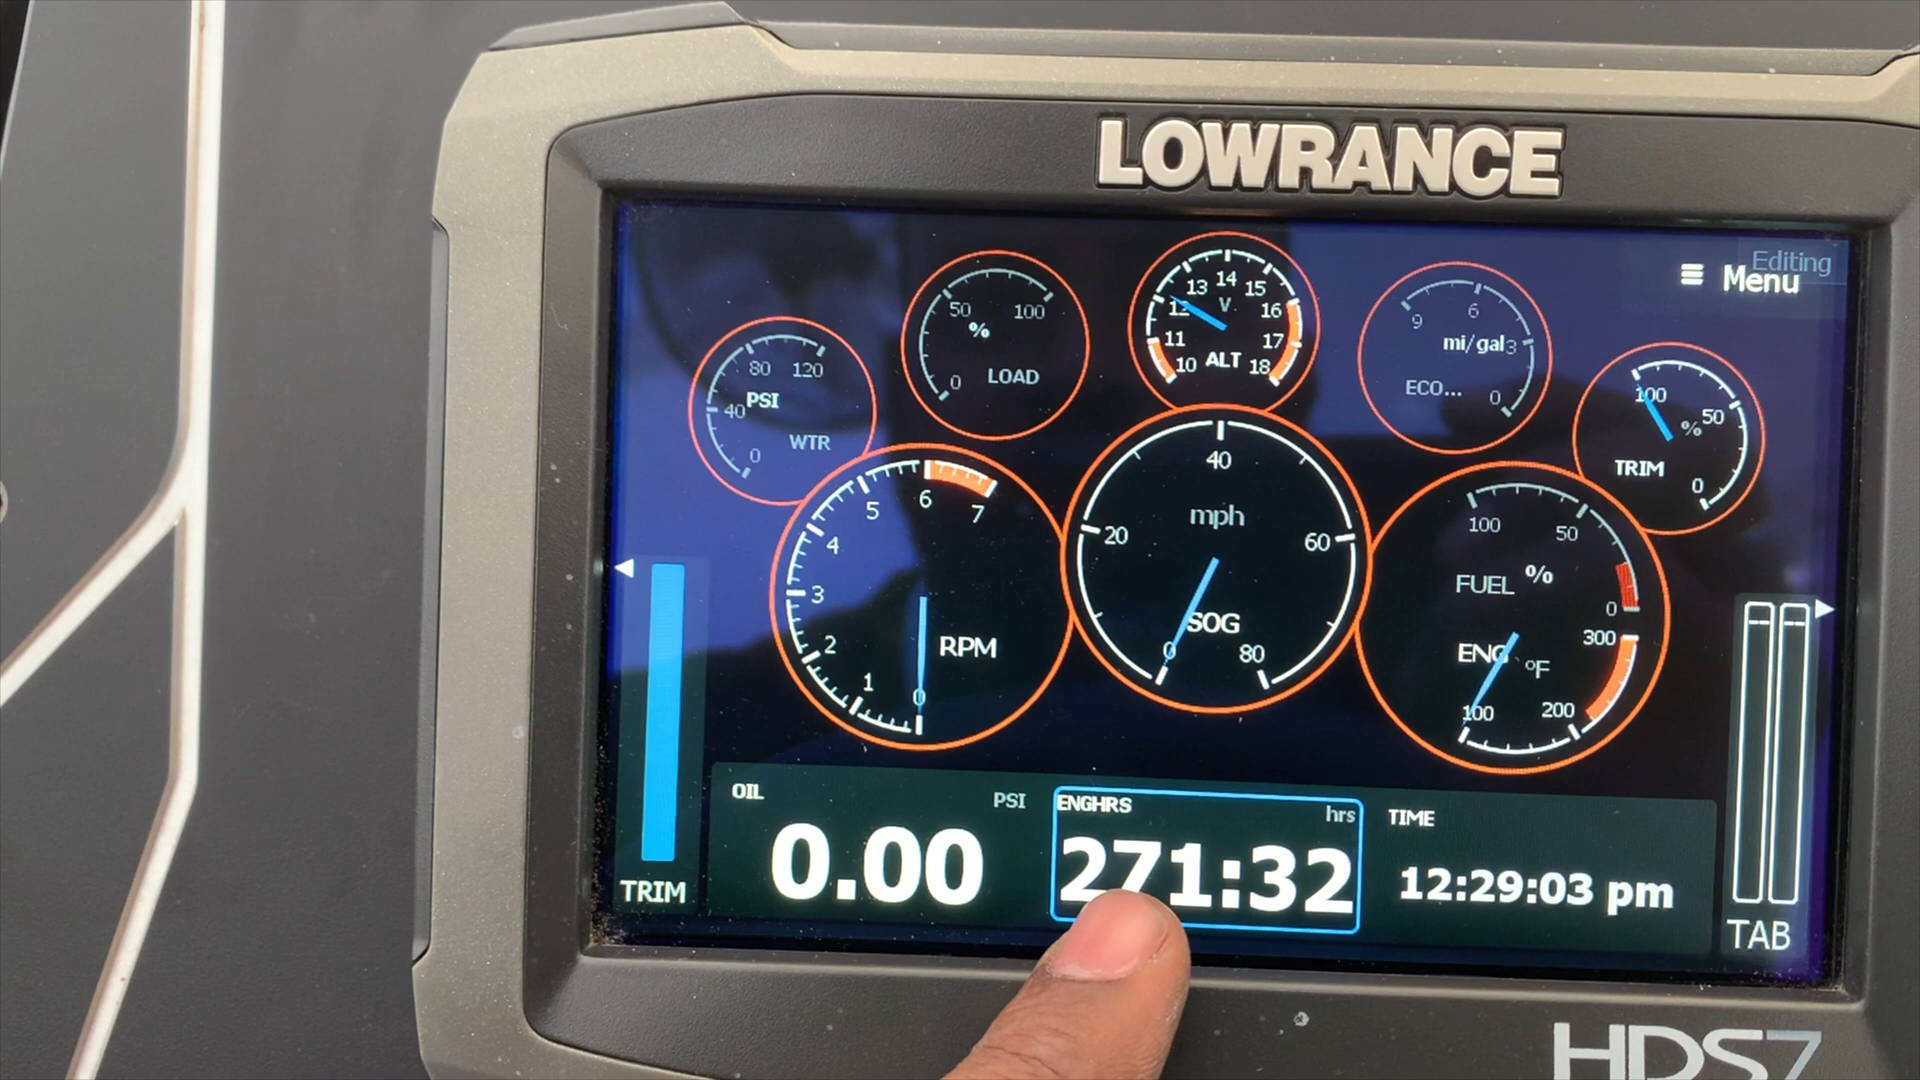 LOWRANCE
Editing
Menu
50 100
%
LOAD
0
10 11 12 13 14 15 16 17 18
V
ALT
9 6 3 0
mi/gal
ECO...
0 40 80 120
PSI
WTR
100 50 0
%
TRIM
0 1 2 3 4 5 6 7
RPM
0 20 40 60 80
mph
SOG
100 50 0
FUEL %
ENG °F
100 200 300
TRIM
OIL PSI
0.00
ENGHRS hrs
271:32
TIME
12:29:03 pm
-- --
TAB
HDS7